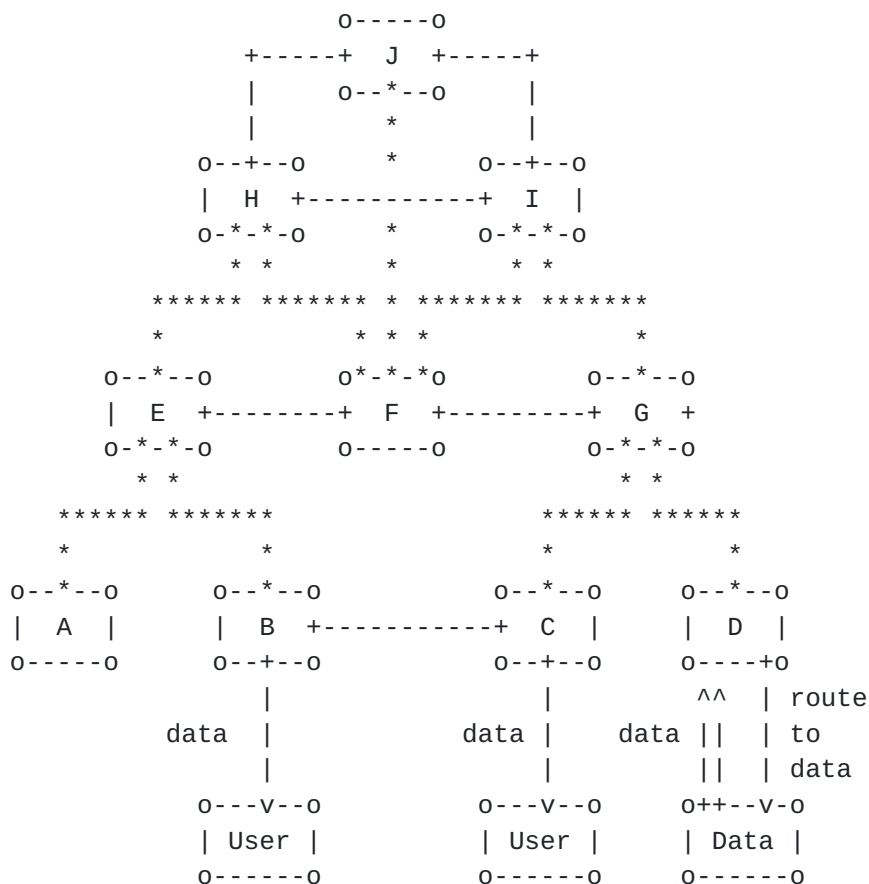 o-----o
               +-----+  J  +-----+
               |     o--*--o     |
               |        *        |
            o--+--o     *     o--+--o
            |  H  +-----------+  I  |
            o-*-*-o     *     o-*-*-o
              * *       *       * *
         ****** ******* * ******* *******
         *            * * *             *
      o--*--o        o*-*-*o         o--*--o
      |  E  +--------+  F  +---------+  G  +
      o-*-*-o        o-----o         o-*-*-o
        * *                            * *
   ****** *******                 ****** ******
   *            *                 *           *
o--*--o      o--*--o           o--*--o     o--*--o
|  A  |      |  B  +-----------+  C  |     |  D  |
o-----o      o--+--o           o--+--o     o----+o
                |                 |         ^^  | route
          data  |            data |    data ||  | to
                |                 |         ||  | data
            o---v--o          o---v--o     o++--v-o
            | User |          | User |     | Data |
            o------o          o------o     o------o